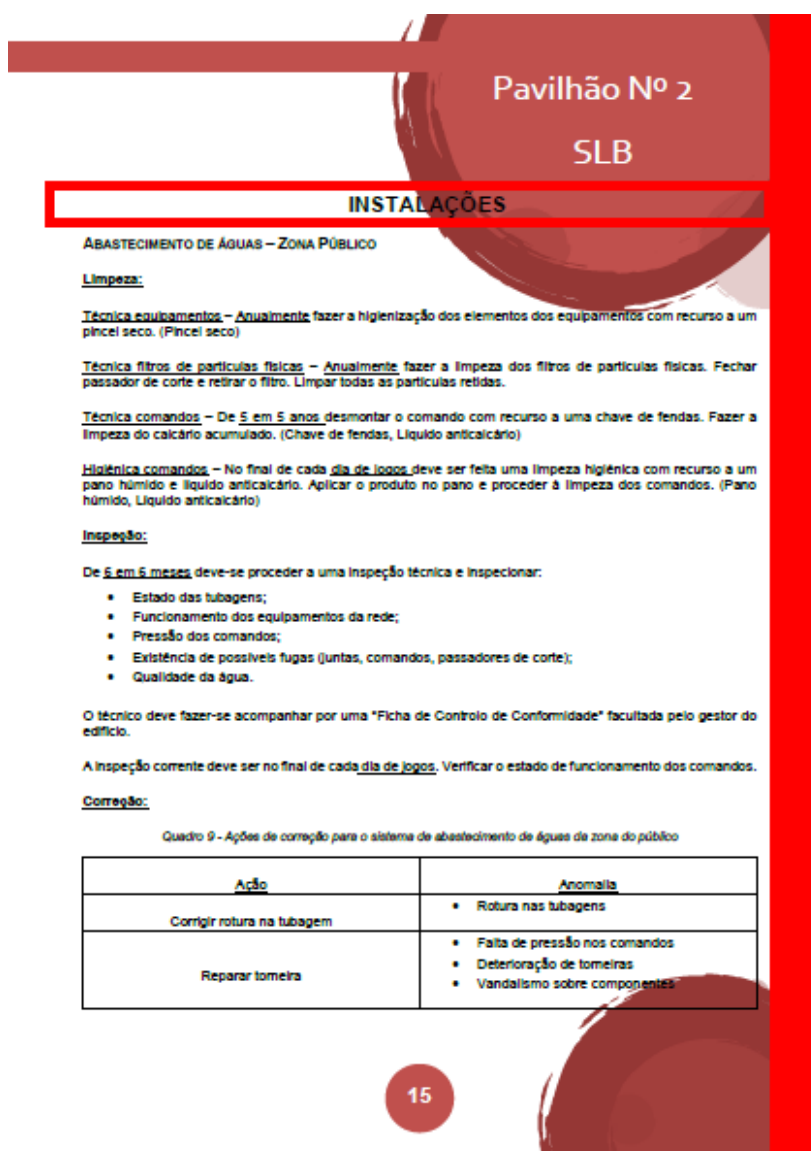 Pavilhão Nº 2
SLB
INSTALAÇÕES
ABASTECIMENTO DE ÁGUAS – ZONA PÚBLICO
Limpeza:
Técnica equipamentos – Anualmente fazer a higienização dos elementos dos equipamentos com recurso a um
pincel seco. (Pincel seco)
Técnica filtros de partículas físicas – Anualmente fazer a limpeza dos filtros de partículas físicas. Fechar
passador de corte e retirar o filtro. Limpar todas as partículas retidas.
Técnica comandos – De 5 em 5 anos desmontar o comando com recurso a uma chave de fendas. Fazer a
limpeza do calcário acumulado. (Chave de fendas, Líquido anticalcário)
Higiénica comandos – No final de cada dia de jogos deve ser feita uma limpeza higiénica com recurso a um
pano húmido e líquido anticalcário. Aplicar o produto no pano e proceder à limpeza dos comandos. (Pano
húmido, Líquido anticalcário)
Inspeção:
De 6 em 6 meses deve-se proceder a uma inspeção técnica e inspecionar:
• Estado das tubagens;
• Funcionamento dos equipamentos da rede;
• Pressão dos comandos;
• Existência de possíveis fugas (juntas, comandos, passadores de corte);
• Qualidade da água.
O técnico deve fazer-se acompanhar por uma "Ficha de Controlo de Conformidade" facultada pelo gestor do
edifício.
A inspeção corrente deve ser no final de cada dia de jogos. Verificar o estado de funcionamento dos comandos.
Correção:
Quadro 9 - Ações de correção para o sistema de abastecimento de águas da zona do público
Ação Anomalia
Corrigir rotura na tubagem • Rotura nas tubagens
• Falta de pressão nos comandos
Reparar torneira • Deterioração de torneiras
• Vandalismo sobre componentes
15